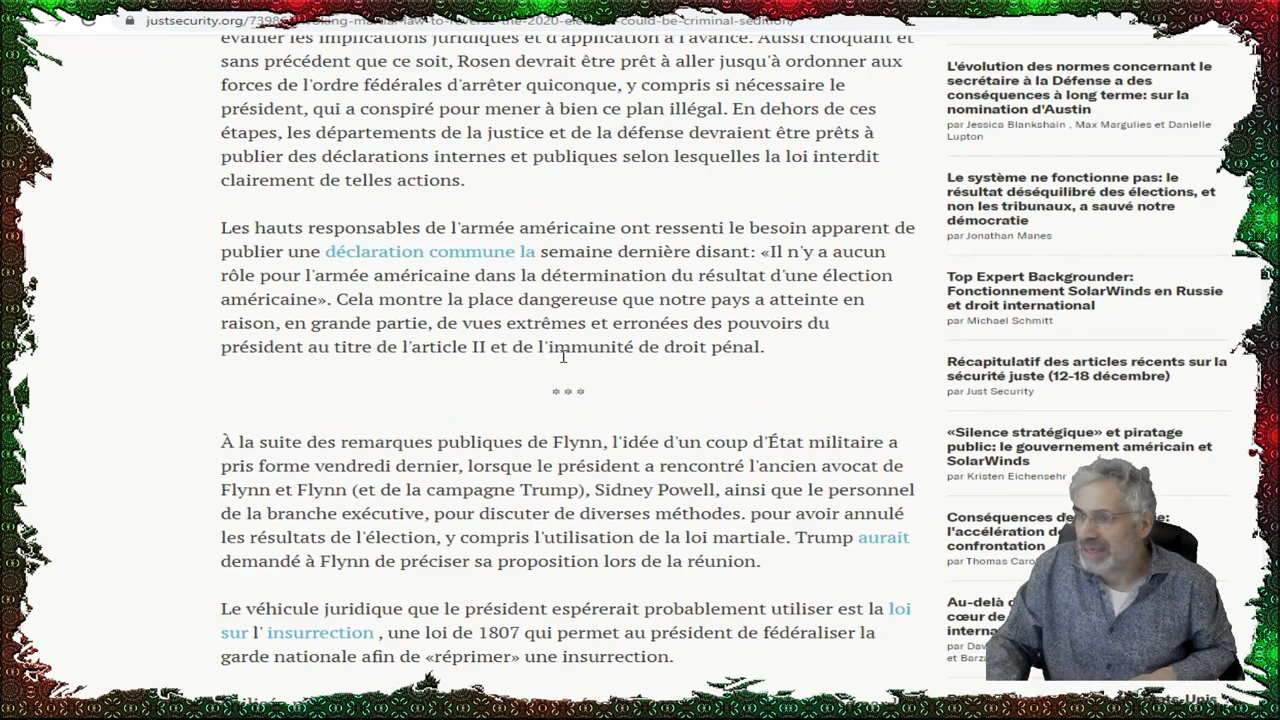 justsecurity.org/7398
king-martial-law-to-reverse-the-2020-ele
-could-be-criminal-sedition/
évaluer les implications juridiques et d'application à l'avance. Aussi choquant et
sans précédent que ce soit, Rosen devrait être prêt à aller jusqu'à ordonner aux
forces de l'ordre fédérales d'arrêter quiconque, y compris si nécessaire le
président, qui a conspiré pour mener à bien ce plan illégal. En dehors de ces
étapes, les départements de la justice et de la défense devraient être prêts à
publier des déclarations internes et publiques selon lesquelles la loi interdit
clairement de telles actions.
Les hauts responsables de l'armée américaine ont ressenti le besoin apparent de
publier une déclaration commune la semaine dernière disant: «Il n'y a aucun
rôle pour l'armée américaine dans la détermination du résultat d'une élection
américaine». Cela montre la place dangereuse que notre pays a atteinte en
raison, en grande partie, de vues extrêmes et erronées des pouvoirs du
président au titre de l'article II et de l'immunité de droit pénal.
* * *
À la suite des remarques publiques de Flynn, l'idée d'un coup d'État militaire a
pris forme vendredi dernier, lorsque le président a rencontré l'ancien avocat de
Flynn et Flynn (et de la campagne Trump), Sidney Powell, ainsi que le personnel
de la branche exécutive, pour discuter de diverses méthodes. pour avoir annulé
les résultats de l'élection, y compris l'utilisation de la loi martiale. Trump aurait
demandé à Flynn de préciser sa proposition lors de la réunion.
Le véhicule juridique que le président espérerait probablement utiliser est la loi
sur l' insurrection , une loi de 1807 qui permet au président de fédéraliser la
garde nationale afin de «réprimer» une insurrection.
L'évolution des normes concernant le
secrétaire à la Défense a des
conséquences à long terme: sur la
nomination d'Austin
par Jessica Blankshain , Max Margulies et Danielle
Lupton
Le système ne fonctionne pas: le
résultat déséquilibré des élections, et
non les tribunaux, a sauvé notre
démocratie
par Jonathan Manes
Top Expert Backgrounder:
Fonctionnement SolarWinds en Russie
et droit international
par Michael Schmitt
Récapitulatif des articles récents sur la
sécurité juste (12-18 décembre)
par Just Security
«Silence stratégique» et piratage
public: le gouvernement américain et
SolarWinds
par Kristen Eichensehr
Conséquences de
l'accélération de
confrontation
par Thomas Caro
Au-delà d
cœur de
interna
par Dav
et Barza